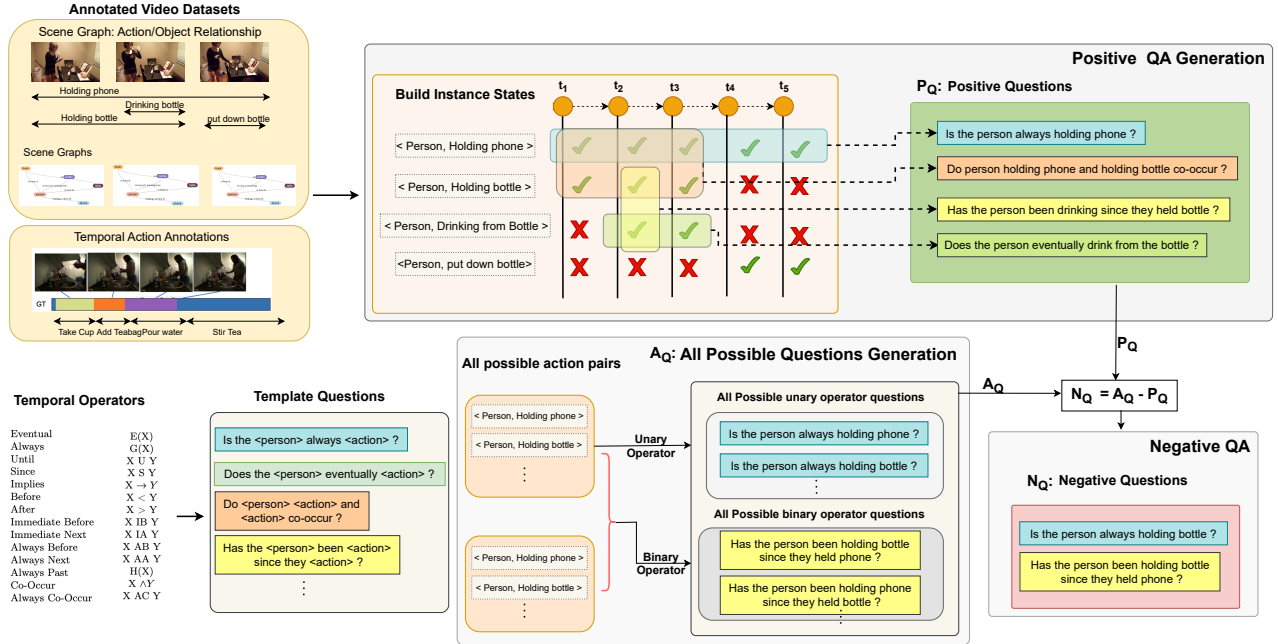 Annotated Video Datasets
Scene Graph: Action/Object Relationship
Holding phone
Drinking bottle
Holding bottle
put down bottle
Scene Graphs
Temporal Action Annotations
GT
Take Cup
Add Teabag
Pour water
Stir Tea
Positive QA Generation
Build Instance States
t1
t2
t3
t4
t5
< Person, Holding phone >
< Person, Holding bottle >
< Person, Drinking from Bottle >
<Person, put down bottle>
PQ: Positive Questions
Is the person always holding phone ?
Do person holding phone and holding bottle co-occur ?
Has the person been drinking since they held bottle ?
Does the person eventually drink from the bottle ?
PQ
Temporal Operators
Eventual E(X)
Always G(X)
Until X U Y
Since X S Y
Implies X → Y
Before X < Y
After X > Y
Immediate Before X IB Y
Immediate Next X IA Y
Always Before X AB Y
Always Next X AA Y
Always Past H(X)
Co-Occur X ∧Y
Always Co-Occur X AC Y
Template Questions
Is the <person> always <action> ?
Does the <person> eventually <action> ?
Do <person> <action> and
<action> co-occur ?
Has the <person> been <action>
since they <action> ?
⋮
AQ: All Possible Questions Generation
All possible action pairs
< Person, Holding phone >
< Person, Holding bottle >
⋮
< Person, Holding phone >
< Person, Holding bottle >
⋮
Unary
Operator
Binary
Operator
All Possible unary operator questions
Is the person always holding phone ?
Is the person always holding bottle ?
⋮
All Possible binary operator questions
Has the person been holding bottle
since they held phone ?
Has the person been holding phone
since they held bottle ?
⋮
AQ
NQ = AQ - PQ
Negative QA
NQ: Negative Questions
Is the person always holding bottle ?
Has the person been holding bottle
since they held phone ?